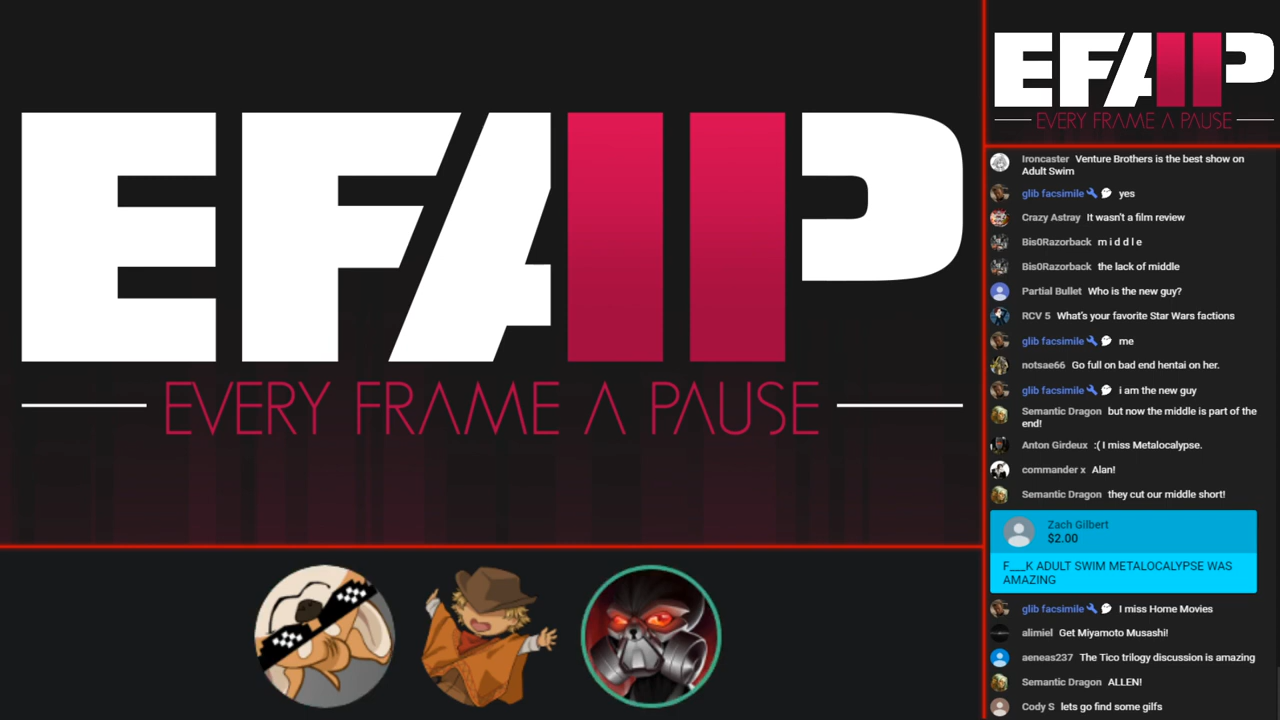 EFAP
EVERY FRAME A PAUSE
EFAP
EVERY FRAME A PAUSE
Ironcaster Venture Brothers is the best show on
Adult Swim
glib facsimile yes
Crazy Astray It wasn't a film review
Bis0Razorback m i d d l e
Bis0Razorback the lack of middle
Partial Bullet Who is the new guy?
RCV 5 What's your favorite Star Wars factions
glib facsimile me
notsae66 Go full on bad end hentai on her.
glib facsimile i am the new guy
Semantic Dragon but now the middle is part of the
end!
Anton Girdeux :( I miss Metalocalypse.
commander x Alan!
Semantic Dragon they cut our middle short!
Zach Gilbert
$2.00
F___K ADULT SWIM METALOCALYPSE WAS
AMAZING
glib facsimile I miss Home Movies
alimiel Get Miyamoto Musashi!
aeneas237 The Tico trilogy discussion is amazing
Semantic Dragon ALLEN!
Cody S lets go find some gilfs